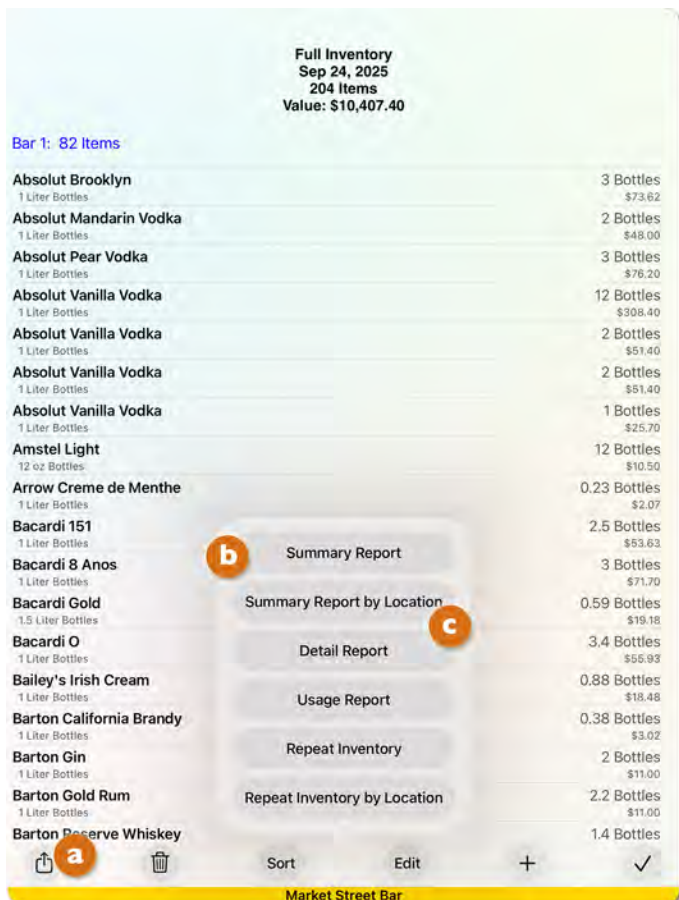 Full Inventory
Sep 24, 2025
204 Items
Value: $10,407.40
Bar 1: 82 Items
Absolut Brooklyn 3 Bottles
1 Liter Bottles $73.62
Absolut Mandarin Vodka 2 Bottles
1 Liter Bottles $48.00
Absolut Pear Vodka 3 Bottles
1 Liter Bottles $76.20
Absolut Vanilla Vodka 12 Bottles
1 Liter Bottles $308.40
Absolut Vanilla Vodka 2 Bottles
1 Liter Bottles $51.40
Absolut Vanilla Vodka 2 Bottles
1 Liter Bottles $51.40
Absolut Vanilla Vodka 1 Bottles
1 Liter Bottles $25.70
Amstel Light 12 Bottles
12 oz Bottles $10.50
Arrow Creme de Menthe 0.23 Bottles
1 Liter Bottles $2.07
Bacardi 151 2.5 Bottles
1 Liter Bottles $53.63
Bacardi 8 Anos 3 Bottles
1 Liter Bottles $71.70
Bacardi Gold 0.59 Bottles
1.5 Liter Bottles $19.18
Bacardi O 3.4 Bottles
1 Liter Bottles $55.93
Bailey's Irish Cream 0.88 Bottles
1 Liter Bottles $18.48
Barton California Brandy 0.38 Bottles
1 Liter Bottles $3.02
Barton Gin 2 Bottles
1 Liter Bottles $11.00
Barton Gold Rum 2.2 Bottles
1 Liter Bottles $11.00
Barton Reserve Whiskey 1.4 Bottles
b
Summary Report
Summary Report by Location
c
Detail Report
Usage Report
Repeat Inventory
Repeat Inventory by Location
a
Sort Edit +
Market Street Bar